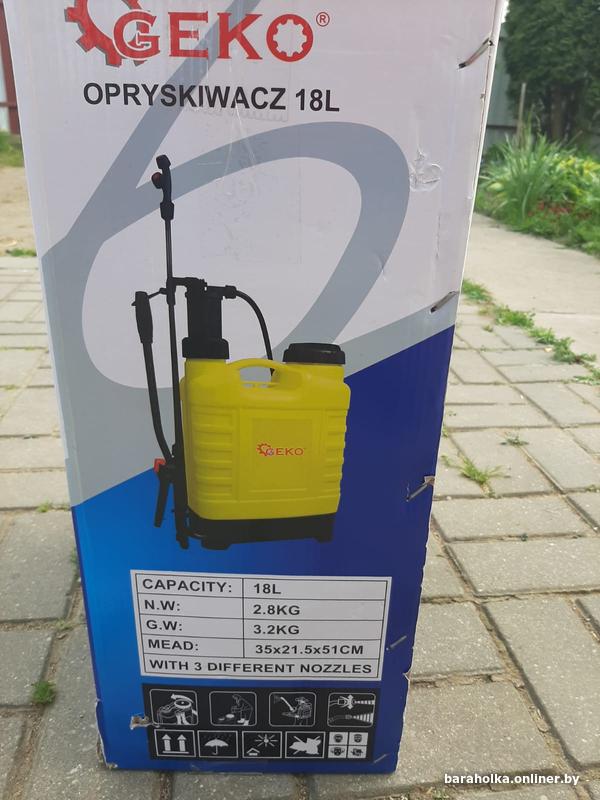 GEKO®
OPRYSKIWACZ 18L
GEKO
CAPACITY: 18L
N.W: 2.8KG
G.W: 3.2KG
MEAD: 35x21.5x51CM
WITH 3 DIFFERENT NOZZLES
baraholka.onliner.by